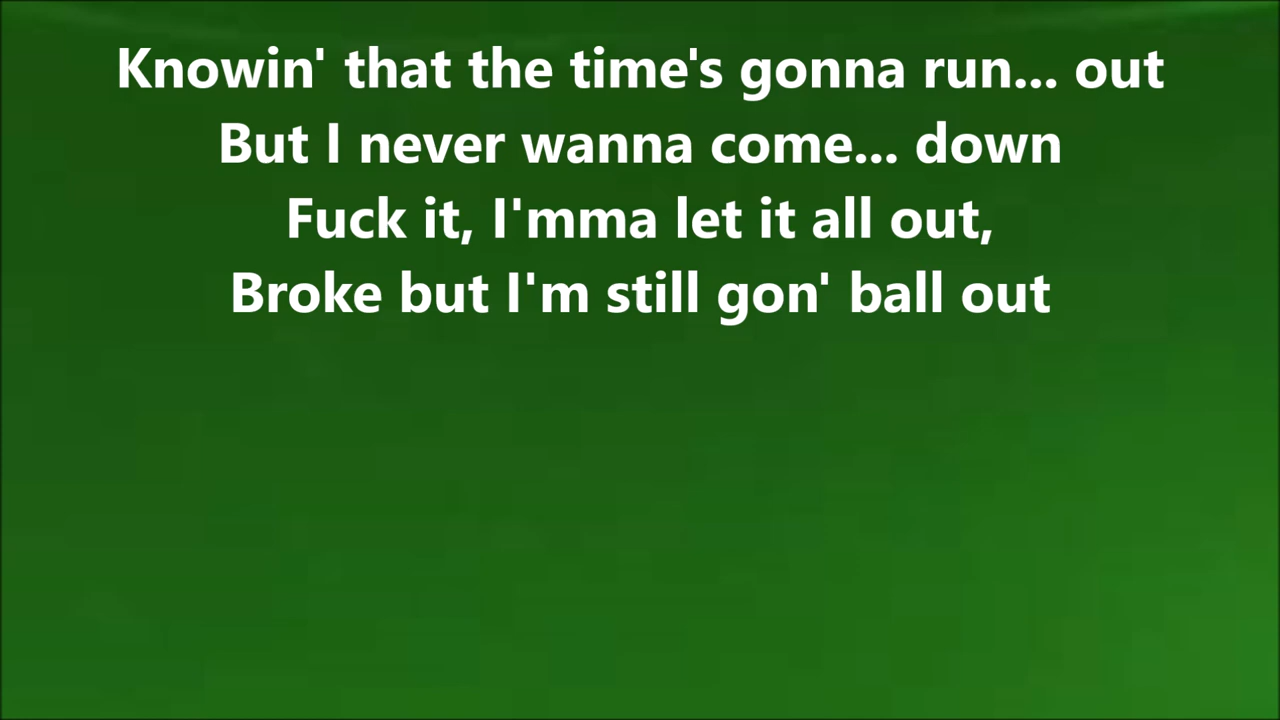 Knowin' that the time's gonna run... out
But I never wanna come... down
Fuck it, I'mma let it all out,
Broke but I'm still gon' ball out